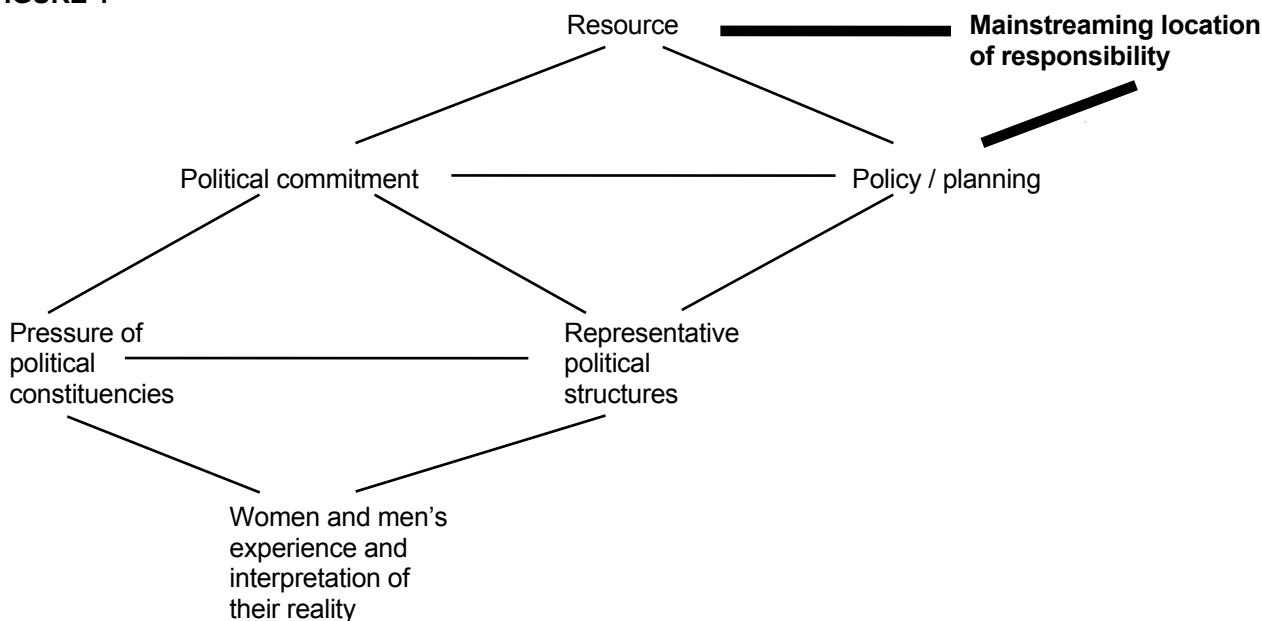 Resource
Mainstreaming location
of responsibility
Political commitment
Policy / planning
Pressure of
political
constituencies
Representative
political
structures
Women and men's
experience and
interpretation of
their reality